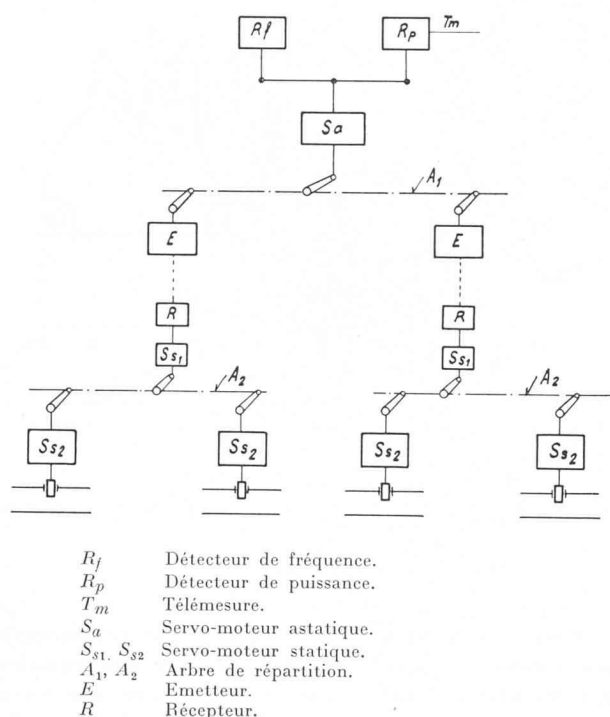 Rf Rp Tm
Sa
A1
E E
R R
Ss1 Ss1
A2 A2
Ss2 Ss2 Ss2 Ss2
Rf Détecteur de fréquence.
Rp Détecteur de puissance.
Tm Télémesure.
Sa Servo-moteur astatique.
Ss1, Ss2 Servo-moteur statique.
A1, A2 Arbre de répartition.
E Emetteur.
R Récepteur.